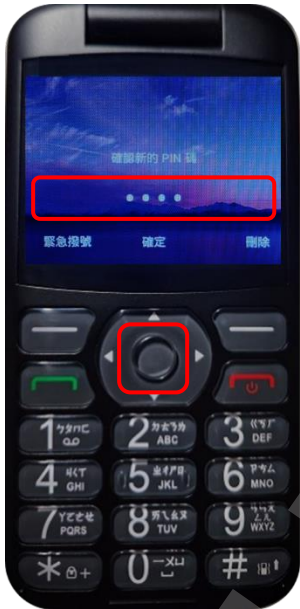 確認新的 PIN 碼
緊急撥號 確定 刪除
1 ㄅㄆㄇㄈ
2 ㄉㄊㄋㄌ ABC
3 ㄍㄎㄏ DEF
4 ㄐㄑㄒ GHI
5 ㄓㄔㄕㄖ JKL
6 ㄗㄘㄙ MNO
7 ㄚㄛㄜㄝ PQRS
8 ㄞㄟㄠㄡ TUV
9 ㄢㄣㄤㄥㄦ WXYZ
* +
0 ㄧㄨㄩ
#